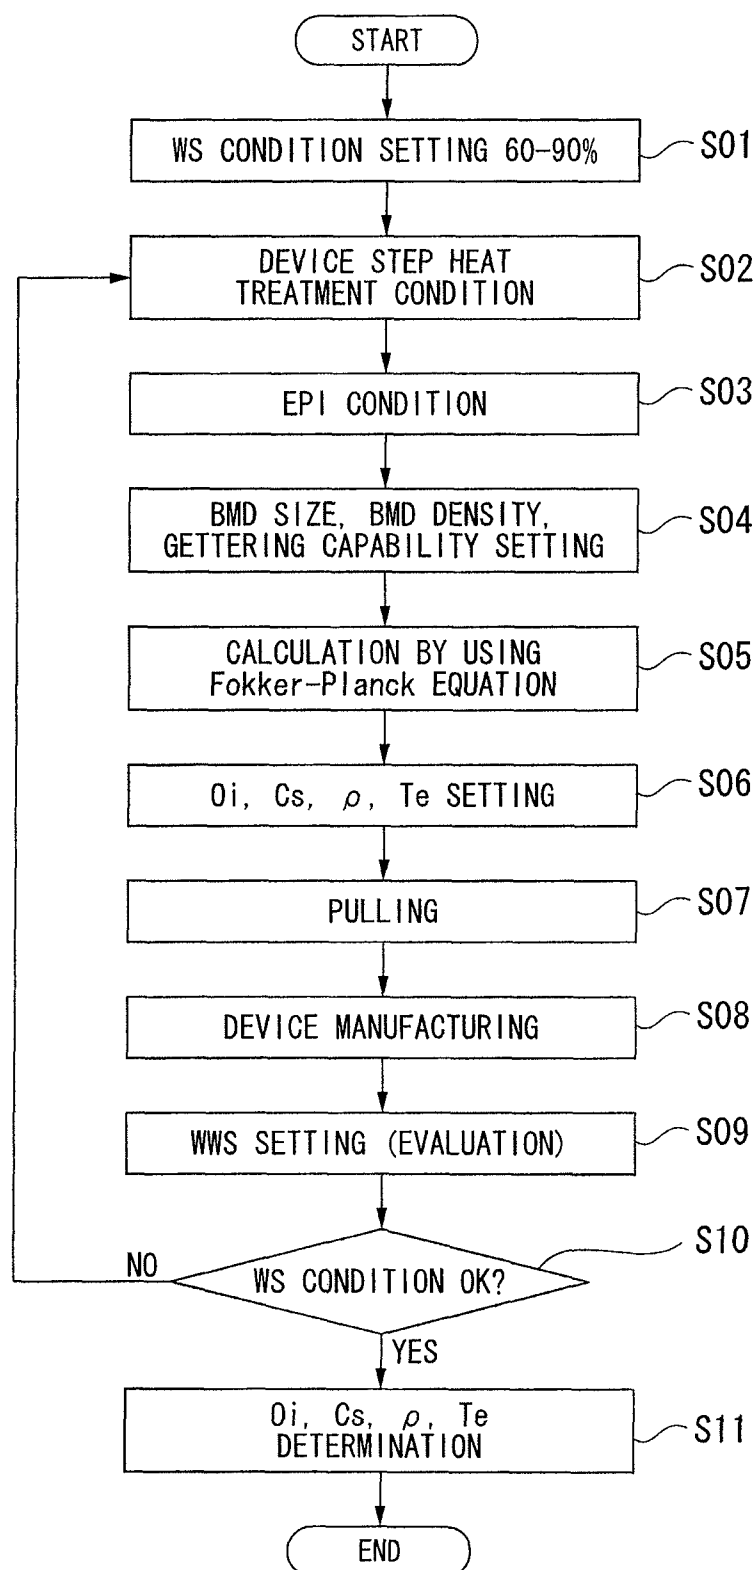 START
WS CONDITION SETTING 60-90%
S01
DEVICE STEP HEAT
TREATMENT CONDITION
S02
EPI CONDITION
S03
BMD SIZE, BMD DENSITY,
GETTERING CAPABILITY SETTING
S04
CALCULATION BY USING
Fokker-Planck EQUATION
S05
Oi, Cs, ρ, Te SETTING
S06
PULLING
S07
DEVICE MANUFACTURING
S08
WWS SETTING (EVALUATION)
S09
WS CONDITION OK?
S10
NO
YES
Oi, Cs, ρ, Te
DETERMINATION
S11
END